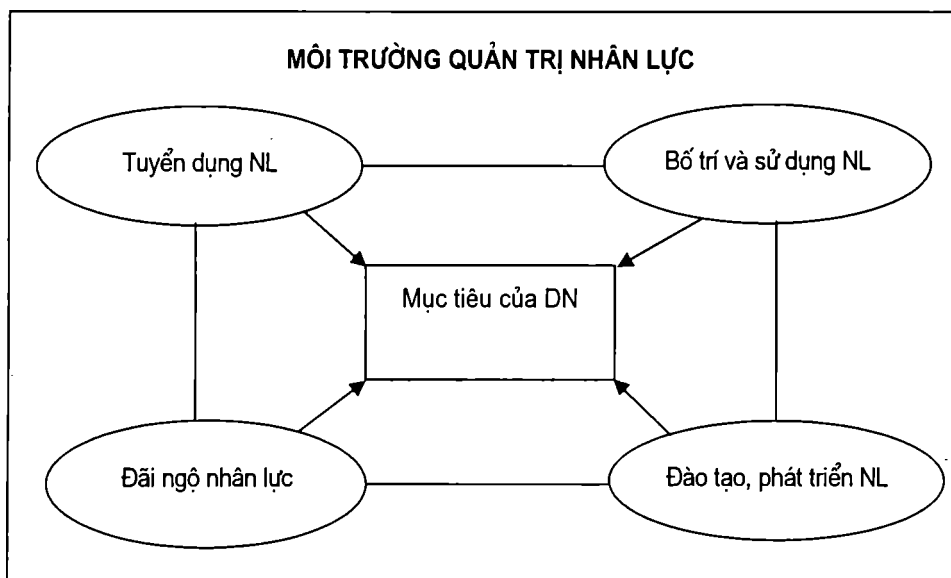 MÔI TRƯỜNG QUẢN TRỊ NHÂN LỰC
Tuyển dụng NL
Bố trí và sử dụng NL
Mục tiêu của DN
Đãi ngộ nhân lực
Đào tạo, phát triển NL